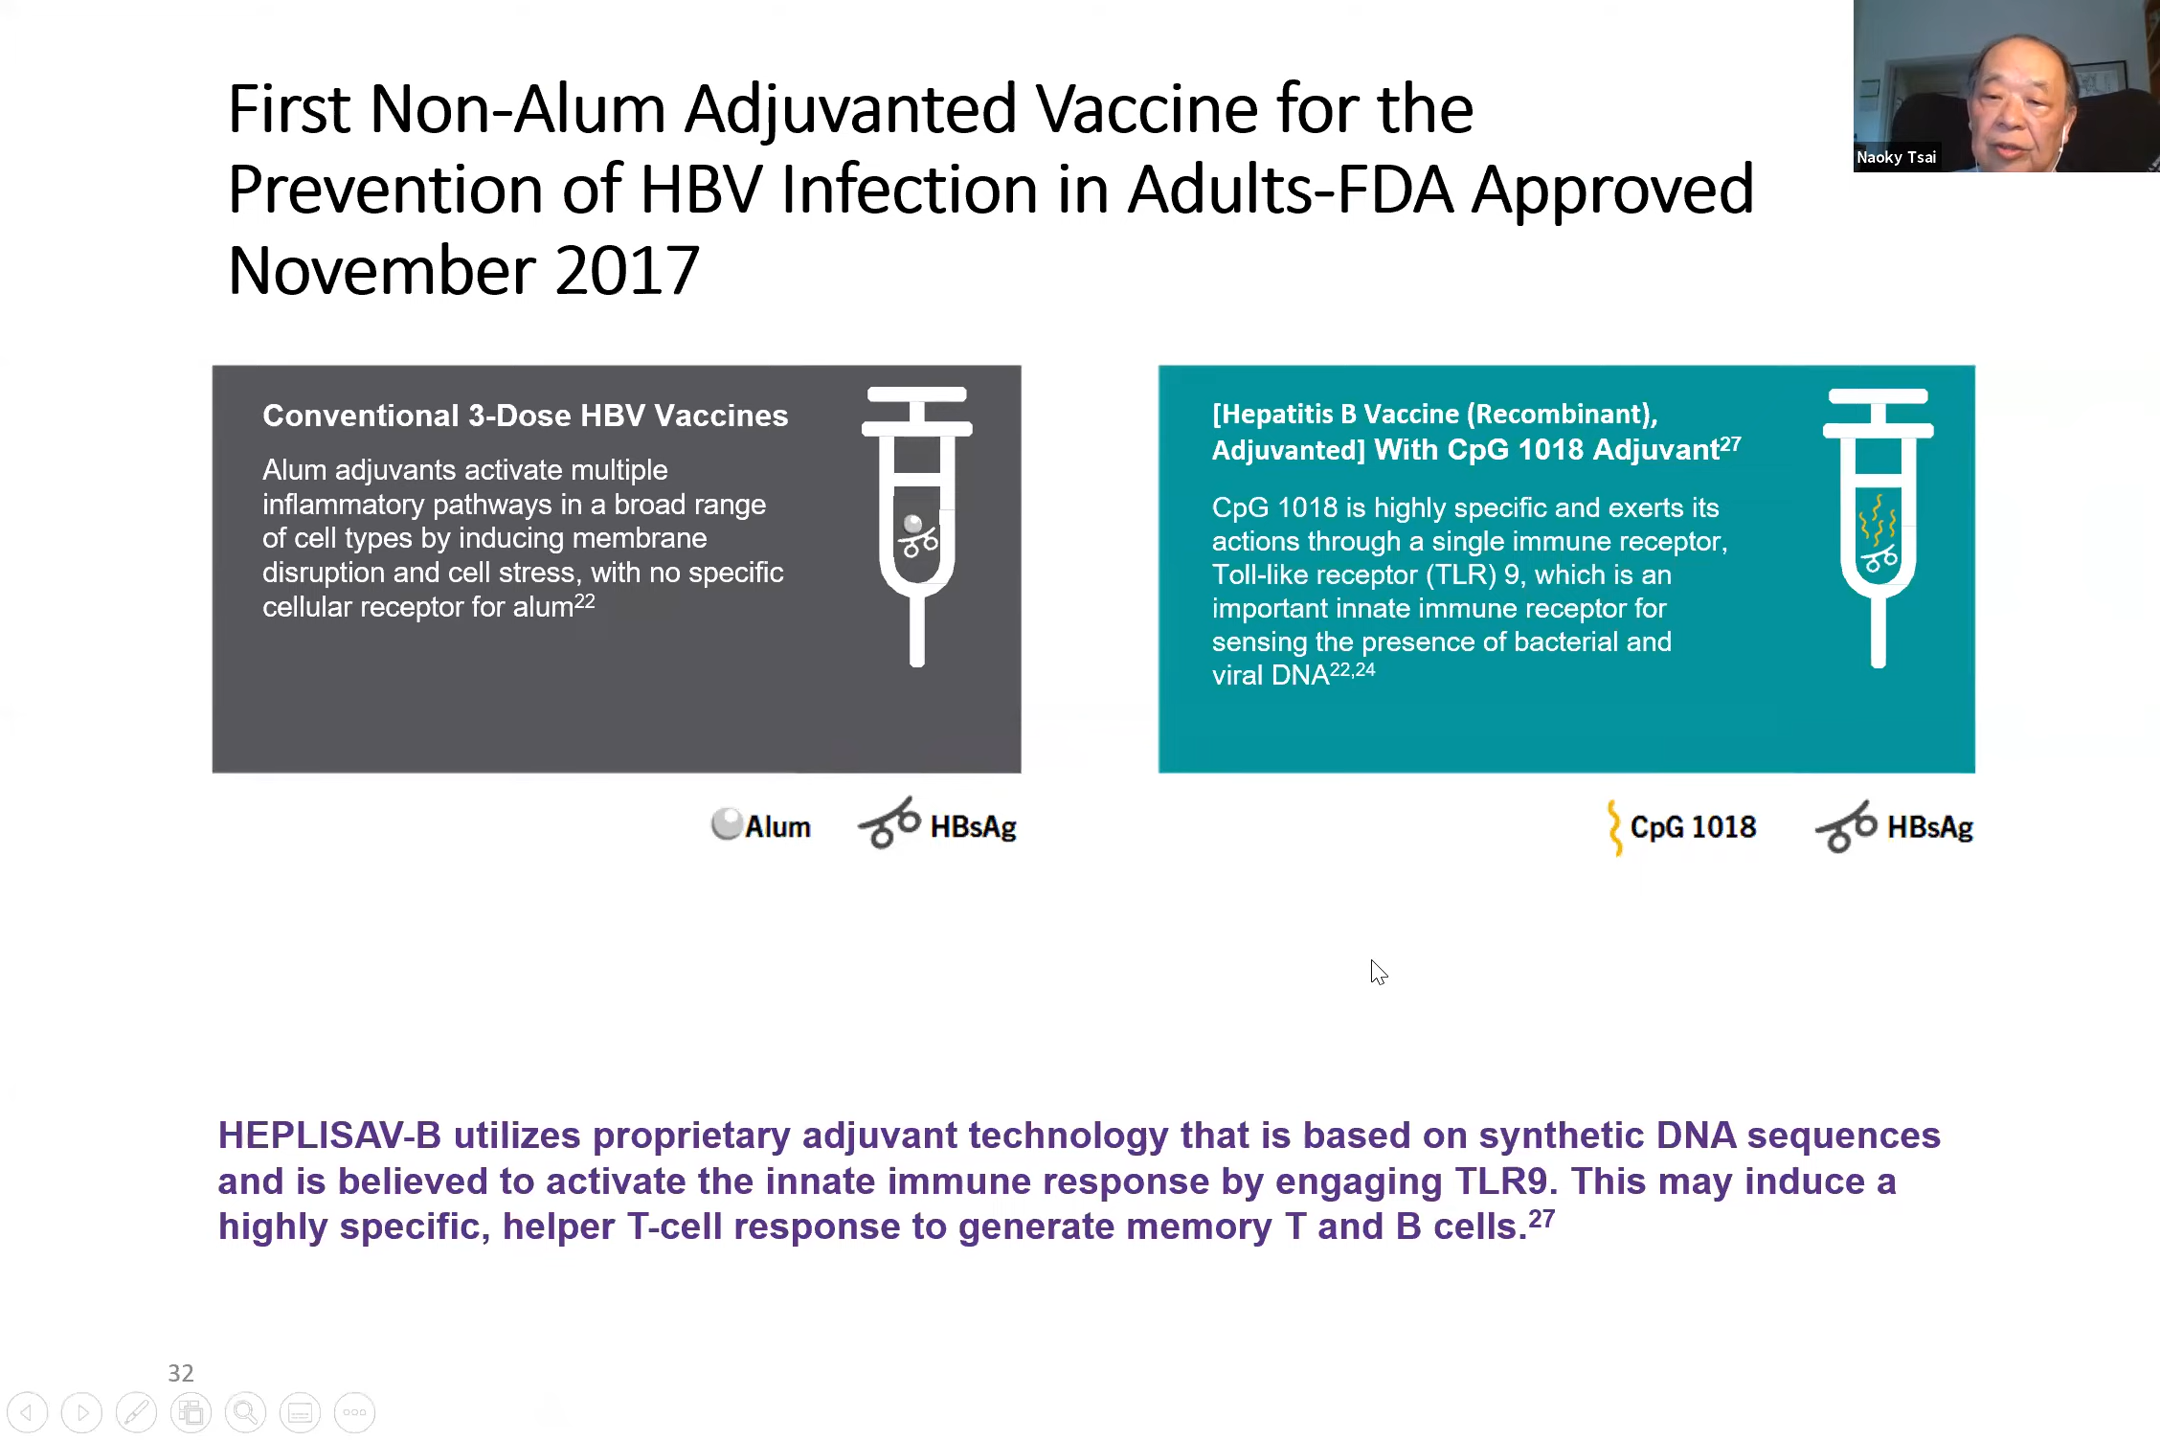 First Non-Alum Adjuvanted Vaccine for the
Prevention of HBV Infection in Adults-FDA Approved
November 2017
Naoky Tsai
Conventional 3-Dose HBV Vaccines
Alum adjuvants activate multiple
inflammatory pathways in a broad range
of cell types by inducing membrane
disruption and cell stress, with no specific
cellular receptor for alum22
Alum
HBsAg
[Hepatitis B Vaccine (Recombinant),
Adjuvanted] With CpG 1018 Adjuvant27
CpG 1018 is highly specific and exerts its
actions through a single immune receptor,
Toll-like receptor (TLR) 9, which is an
important innate immune receptor for
sensing the presence of bacterial and
viral DNA22,24
CpG 1018
HBsAg
HEPLISAV-B utilizes proprietary adjuvant technology that is based on synthetic DNA sequences
and is believed to activate the innate immune response by engaging TLR9. This may induce a
highly specific, helper T-cell response to generate memory T and B cells.27
32